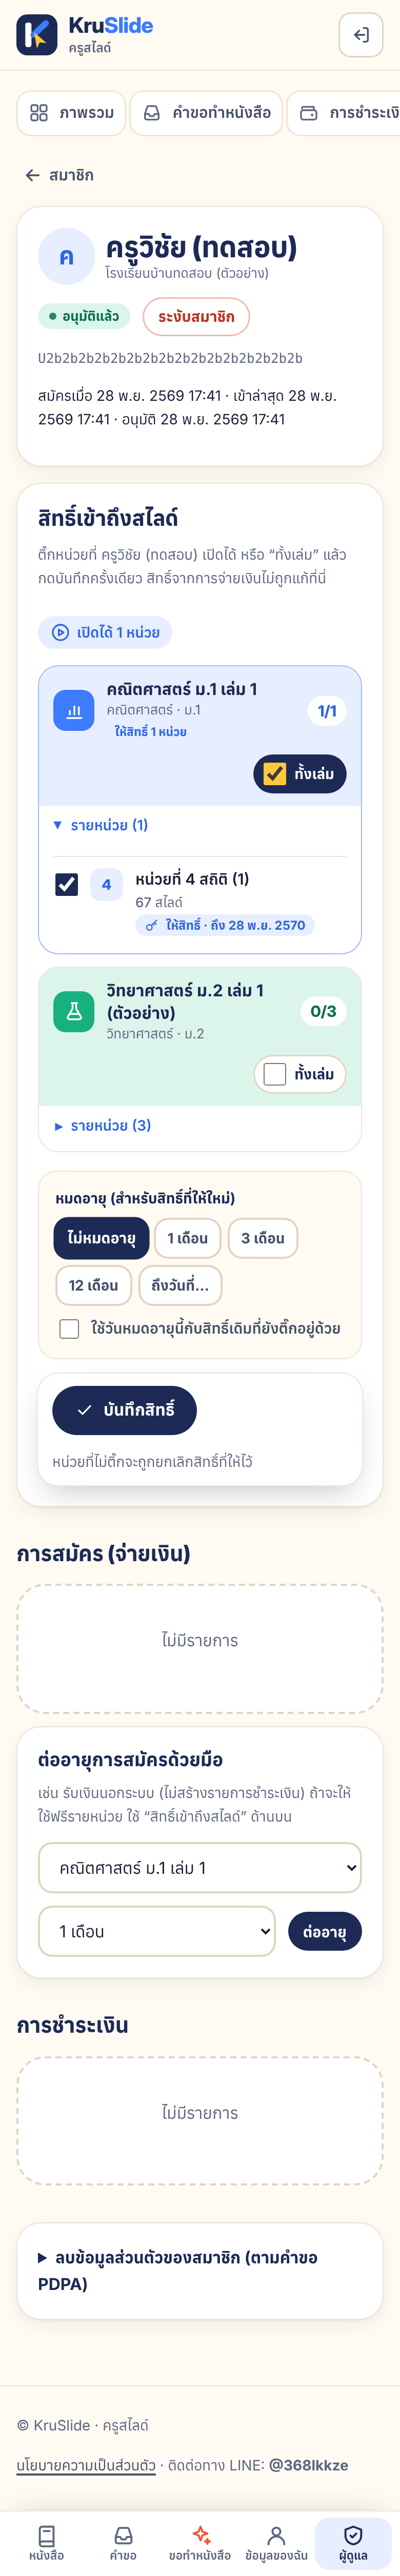 KruSlide
ครูสไลด์
ภาพรวม
คำขอทำหนังสือ
การชำระเงิ
← สมาชิก
ค
ครูวิชัย (ทดสอบ)
โรงเรียนบ้านทดสอบ (ตัวอย่าง)
อนุมัติแล้ว
ระงับสมาชิก
U2b2b2b2b2b2b2b2b2b2b2b2b2b2b2b2b
สมัครเมื่อ 28 พ.ย. 2569 17:41 · เข้าล่าสุด 28 พ.ย.
2569 17:41 · อนุมัติ 28 พ.ย. 2569 17:41
สิทธิ์เข้าถึงสไลด์
ติ๊กหน่วยที่ ครูวิชัย (ทดสอบ) เปิดได้ หรือ “ทั้งเล่ม” แล้ว
กดบันทึกครั้งเดียว สิทธิ์จากการจ่ายเงินไม่ถูกแก้ที่นี่
เปิดได้ 1 หน่วย
คณิตศาสตร์ ม.1 เล่ม 1
คณิตศาสตร์ · ม.1
ให้สิทธิ์ 1 หน่วย
1/1
ทั้งเล่ม
▼ รายหน่วย (1)
4
หน่วยที่ 4 สถิติ (1)
67 สไลด์
ให้สิทธิ์ · ถึง 28 พ.ย. 2570
วิทยาศาสตร์ ม.2 เล่ม 1
(ตัวอย่าง)
วิทยาศาสตร์ · ม.2
0/3
ทั้งเล่ม
► รายหน่วย (3)
หมดอายุ (สำหรับสิทธิ์ที่ให้ใหม่)
ไม่หมดอายุ
1 เดือน
3 เดือน
12 เดือน
ถึงวันที่…
ใช้วันหมดอายุนี้กับสิทธิ์เดิมที่ยังติ๊กอยู่ด้วย
บันทึกสิทธิ์
หน่วยที่ไม่ติ๊กจะถูกยกเลิกสิทธิ์ที่ให้ไว้
การสมัคร (จ่ายเงิน)
ไม่มีรายการ
ต่ออายุการสมัครด้วยมือ
เช่น รับเงินนอกระบบ (ไม่สร้างรายการชำระเงิน) ถ้าจะให้
ใช้ฟรีรายหน่วย ใช้ “สิทธิ์เข้าถึงสไลด์” ด้านบน
คณิตศาสตร์ ม.1 เล่ม 1
1 เดือน
ต่ออายุ
การชำระเงิน
ไม่มีรายการ
► ลบข้อมูลส่วนตัวของสมาชิก (ตามคำขอ
PDPA)
© KruSlide · ครูสไลด์
นโยบายความเป็นส่วนตัว · ติดต่อทาง LINE: @368lkkze
หนังสือ
คำขอ
ขอทำหนังสือ
ข้อมูลของฉัน
ผู้ดูแล